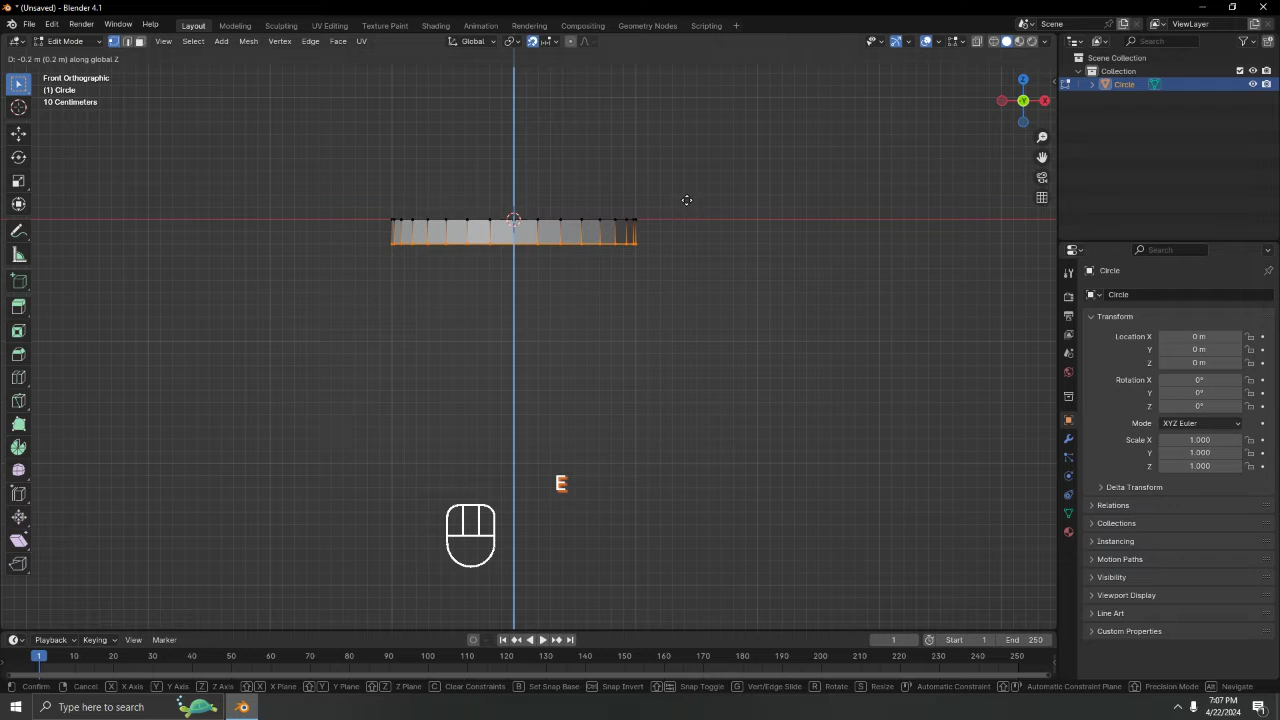 * (Unsaved) - Blender 4.1
File
Edit
Render
Window
Help
Layout
Modeling
Sculpting
UV Editing
Texture Paint
Shading
Animation
Rendering
Compositing
Geometry Nodes
Scripting
Scene
ViewLayer
Edit Mode
View
Select
Add
Mesh
Vertex
Edge
Face
UV
Global
D: -0.2 m (0.2 m) along global Z
Front Orthographic
(1) Circle
10 Centimeters
Z
Y
X
E
Search
Scene Collection
Collection
Circle
Search
Circle
Circle
Transform
Location X
0 m
Y
0 m
Z
0 m
Rotation X
0°
Y
0°
Z
0°
Mode
XYZ Euler
Scale X
1.000
Y
1.000
Z
1.000
Delta Transform
Relations
Collections
Instancing
Motion Paths
Visibility
Viewport Display
Line Art
Custom Properties
Playback
Keying
View
Marker
1
Start
1
End
250
1
10
20
30
40
50
60
70
80
90
100
110
120
130
140
150
160
170
180
190
200
210
220
230
240
250
Confirm
Cancel
X X Axis
Y Y Axis
Z Z Axis
X X Plane
Y Y Plane
Z Z Plane
C Clear Constraints
B Set Snap Base
Ctrl Snap Invert
Snap Toggle
G Vert/Edge Slide
R Rotate
S Resize
Automatic Constraint
Automatic Constraint Plane
Precision Mode
Alt Navigate
Type here to search
7:07 PM
4/22/2024